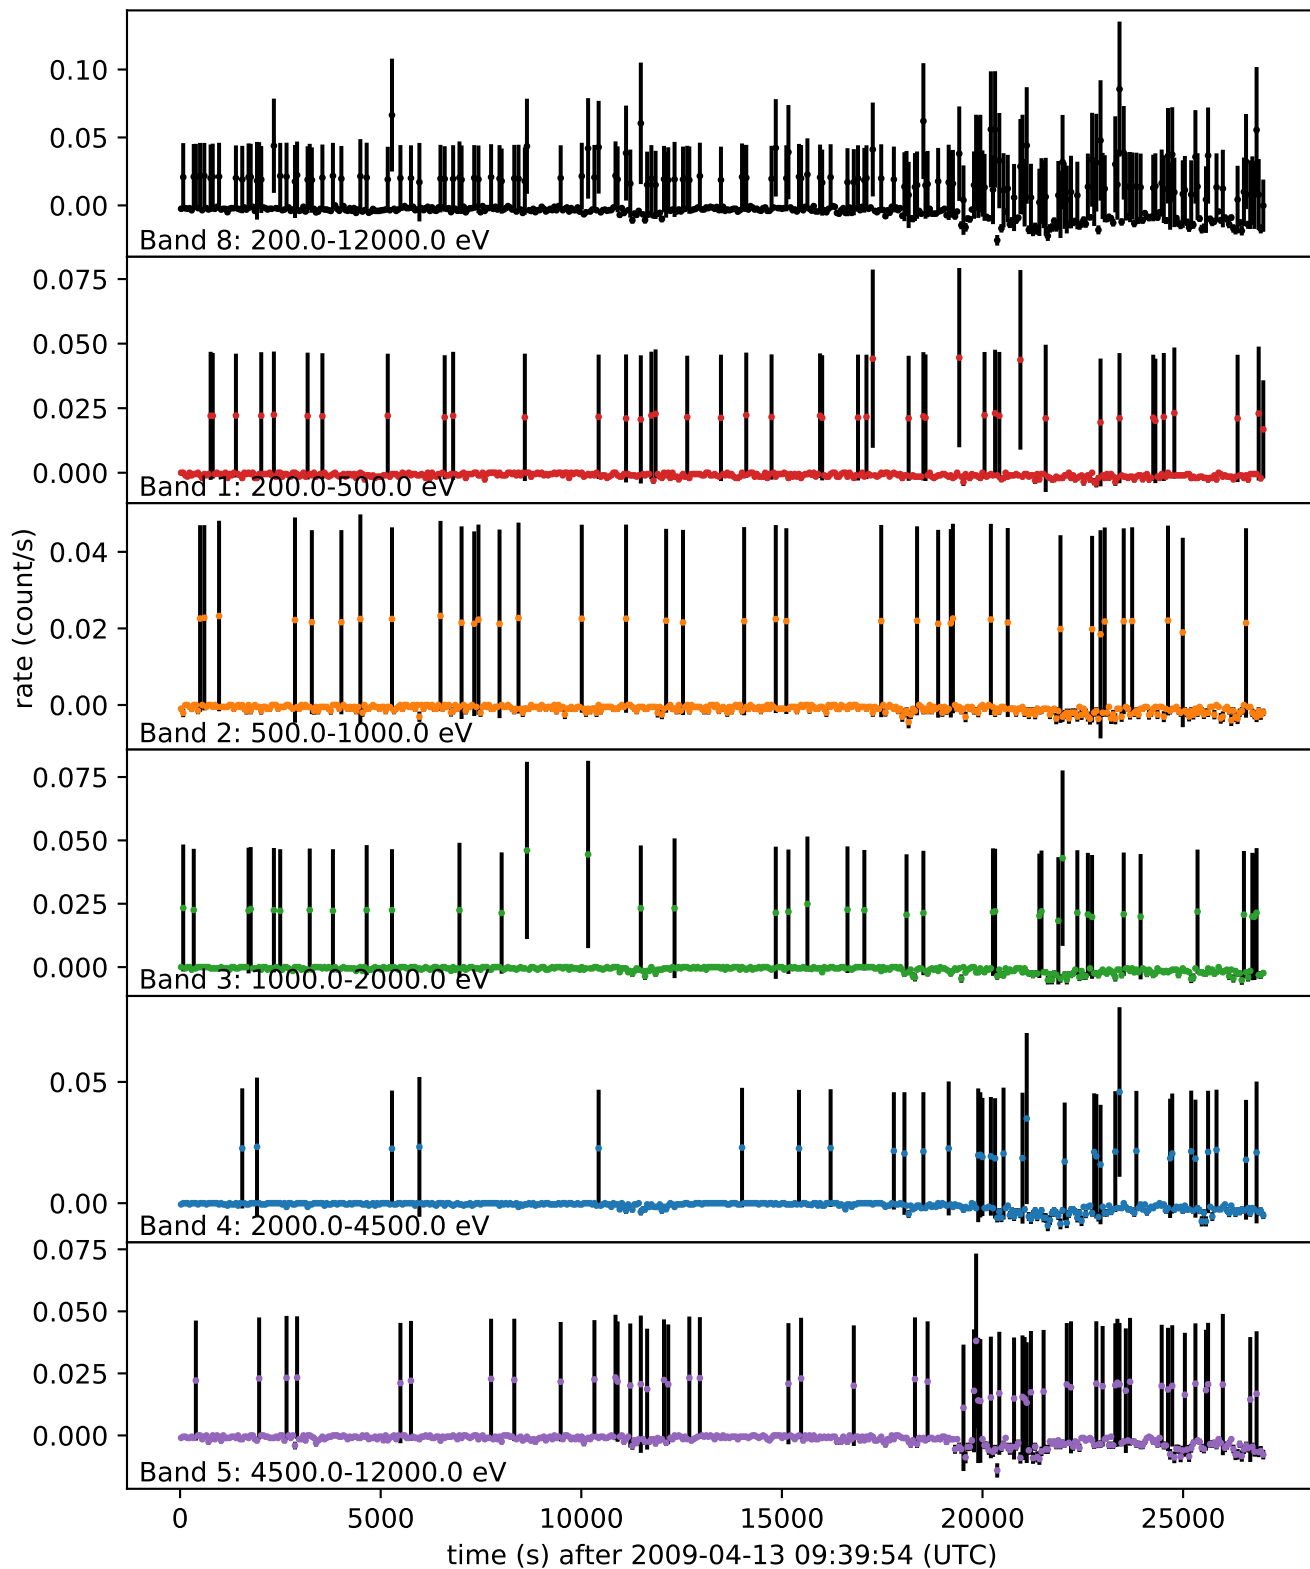 0.10
0.05
0.00
Band 8: 200.0-12000.0 eV
0.075
0.050
0.025
0.000
Band 1: 200.0-500.0 eV
rate (count/s)
0.04
0.02
0.00
Band 2: 500.0-1000.0 eV
0.075
0.050
0.025
0.000
Band 3: 1000.0-2000.0 eV
0.05
0.00
Band 4: 2000.0-4500.0 eV
0.075
0.050
0.025
0.000
Band 5: 4500.0-12000.0 eV
0 5000 10000 15000 20000 25000
time (s) after 2009-04-13 09:39:54 (UTC)